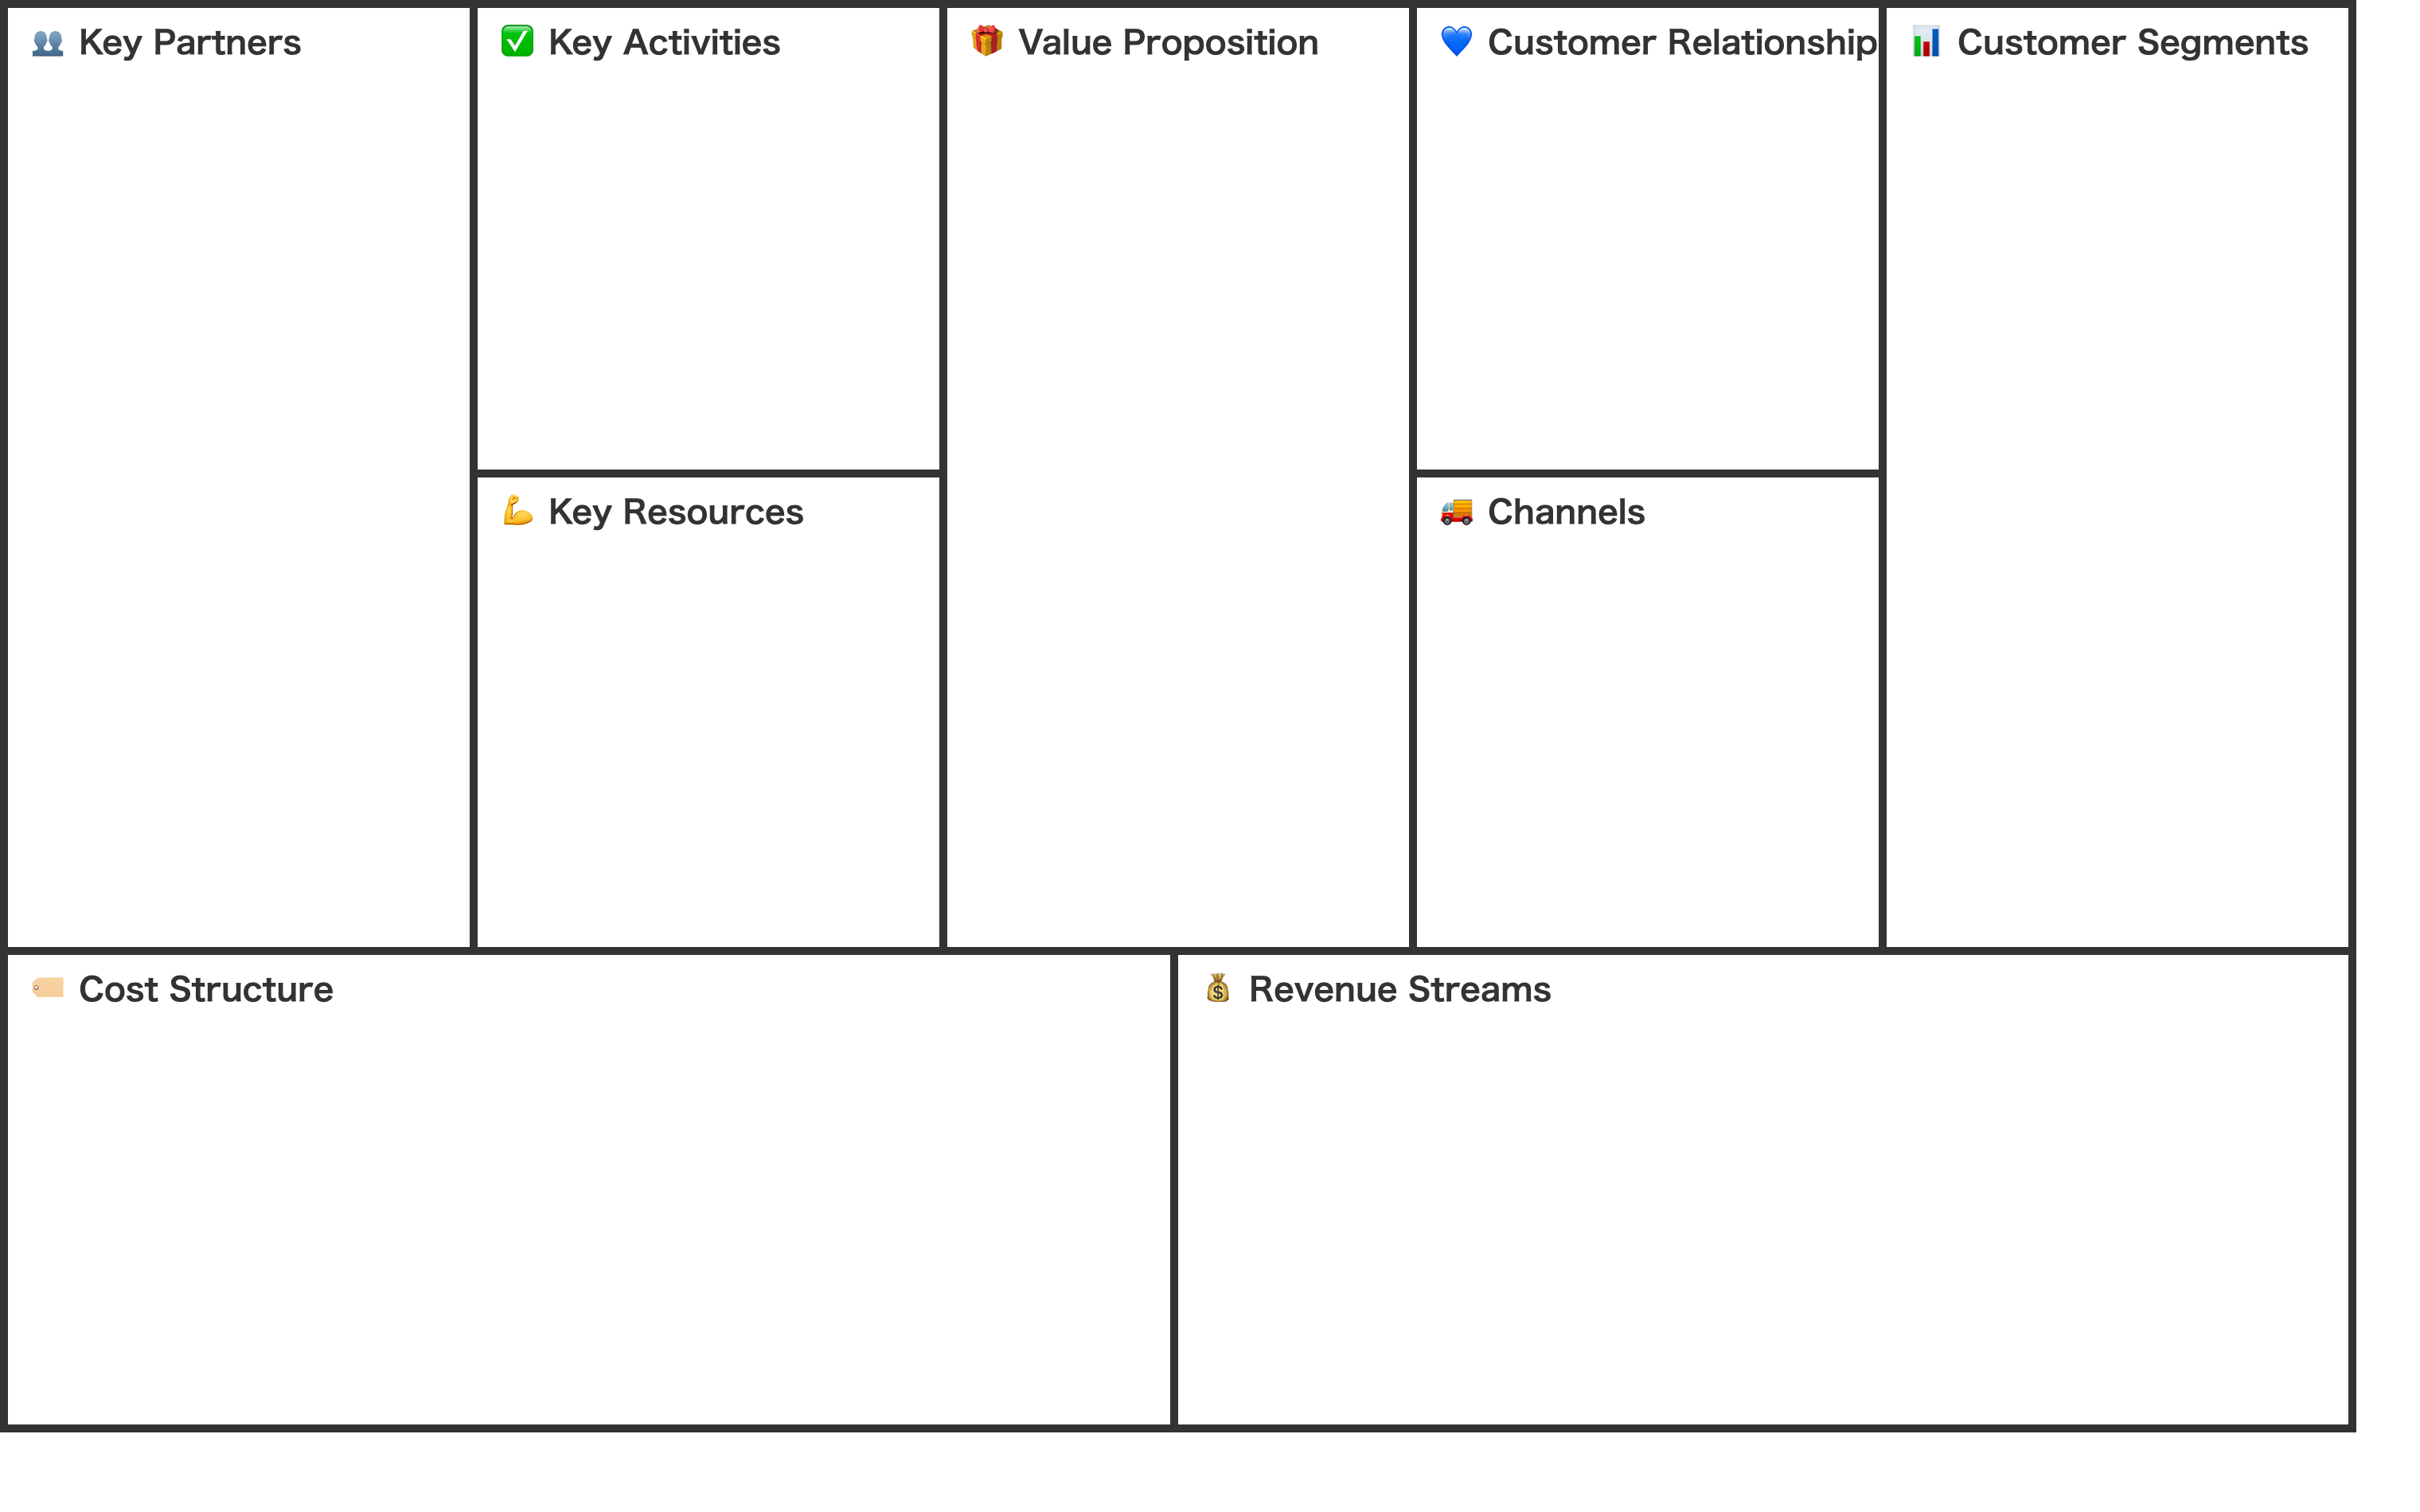 Key Partners
Key Activities
Value Proposition
Customer Relationship
Customer Segments
Key Resources
Channels
Cost Structure
Revenue Streams